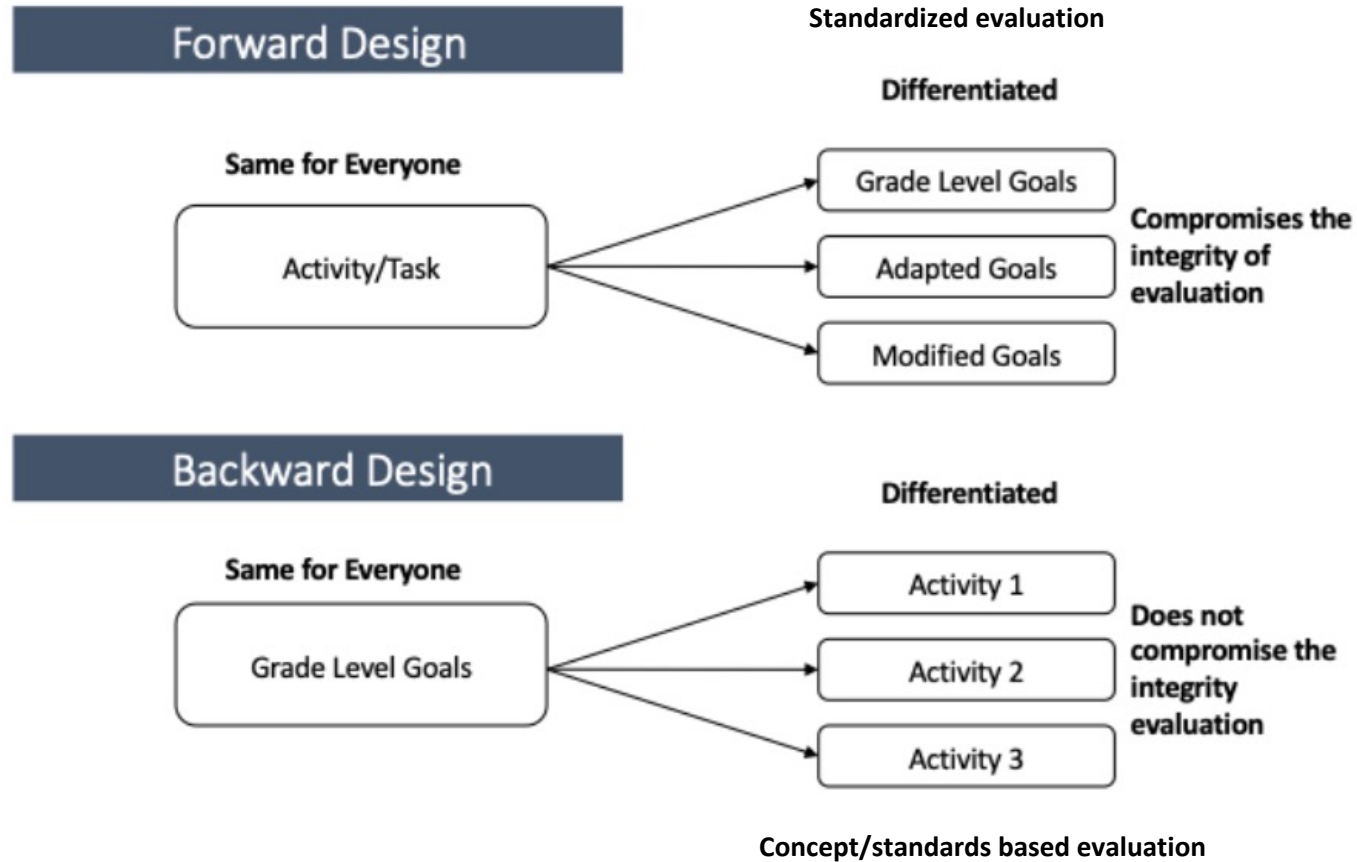 Standardized evaluation
Forward Design
Differentiated
Same for Everyone
Activity/Task
Grade Level Goals
Adapted Goals
Modified Goals
Compromises the
integrity of
evaluation
Backward Design
Differentiated
Same for Everyone
Grade Level Goals
Activity 1
Activity 2
Activity 3
Does not
compromise the
integrity
evaluation
Concept/standards based evaluation